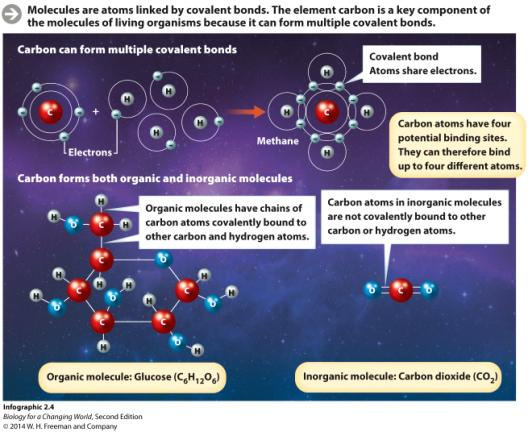 Molecules are atoms linked by covalent bonds. The element carbon is a key component of
the molecules of living organisms because it can form multiple covalent bonds.
Carbon can form multiple covalent bonds
Covalent bond
Atoms share electrons.
H
H
H
H
H
C
+
H
H
C
H
H
Methane
Electrons
Carbon atoms have four
potential binding sites.
They can therefore bind
up to four different atoms.
Carbon forms both organic and inorganic molecules
Organic molecules have chains of
carbon atoms covalently bound to
other carbon and hydrogen atoms.
Carbon atoms in inorganic molecules
are not covalently bound to other
carbon or hydrogen atoms.
H
H
O
C
H
C
O
H
H
H
H
H
C
O
C
H
O
H
O
C
C
H
O
H
O
C
O
Organic molecule: Glucose (C6H12O6)
Inorganic molecule: Carbon dioxide (CO2)
Infographic 2.4
Biology for a Changing World, Second Edition
© 2014 W. H. Freeman and Company